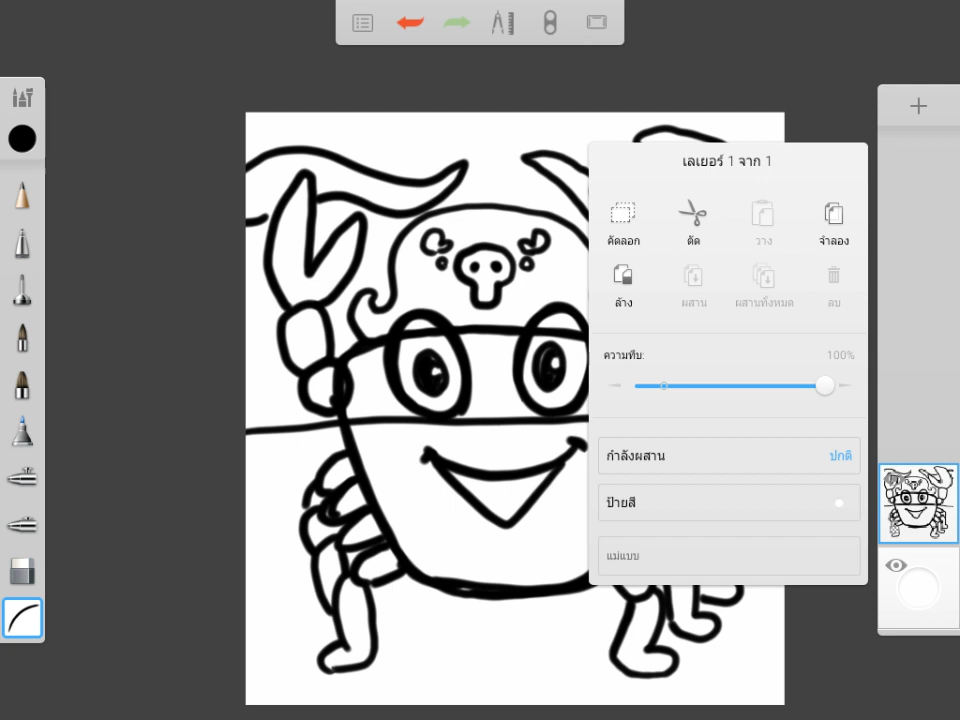 เลเยอร์ 1 จาก 1
คัดลอก ตัด วาง จำลอง
ล้าง ผสาน ผสานทั้งหมด ลบ
ความทึบ: 100%
กำลังผสาน ปกติ
ป้ายสี
แม่แบบ